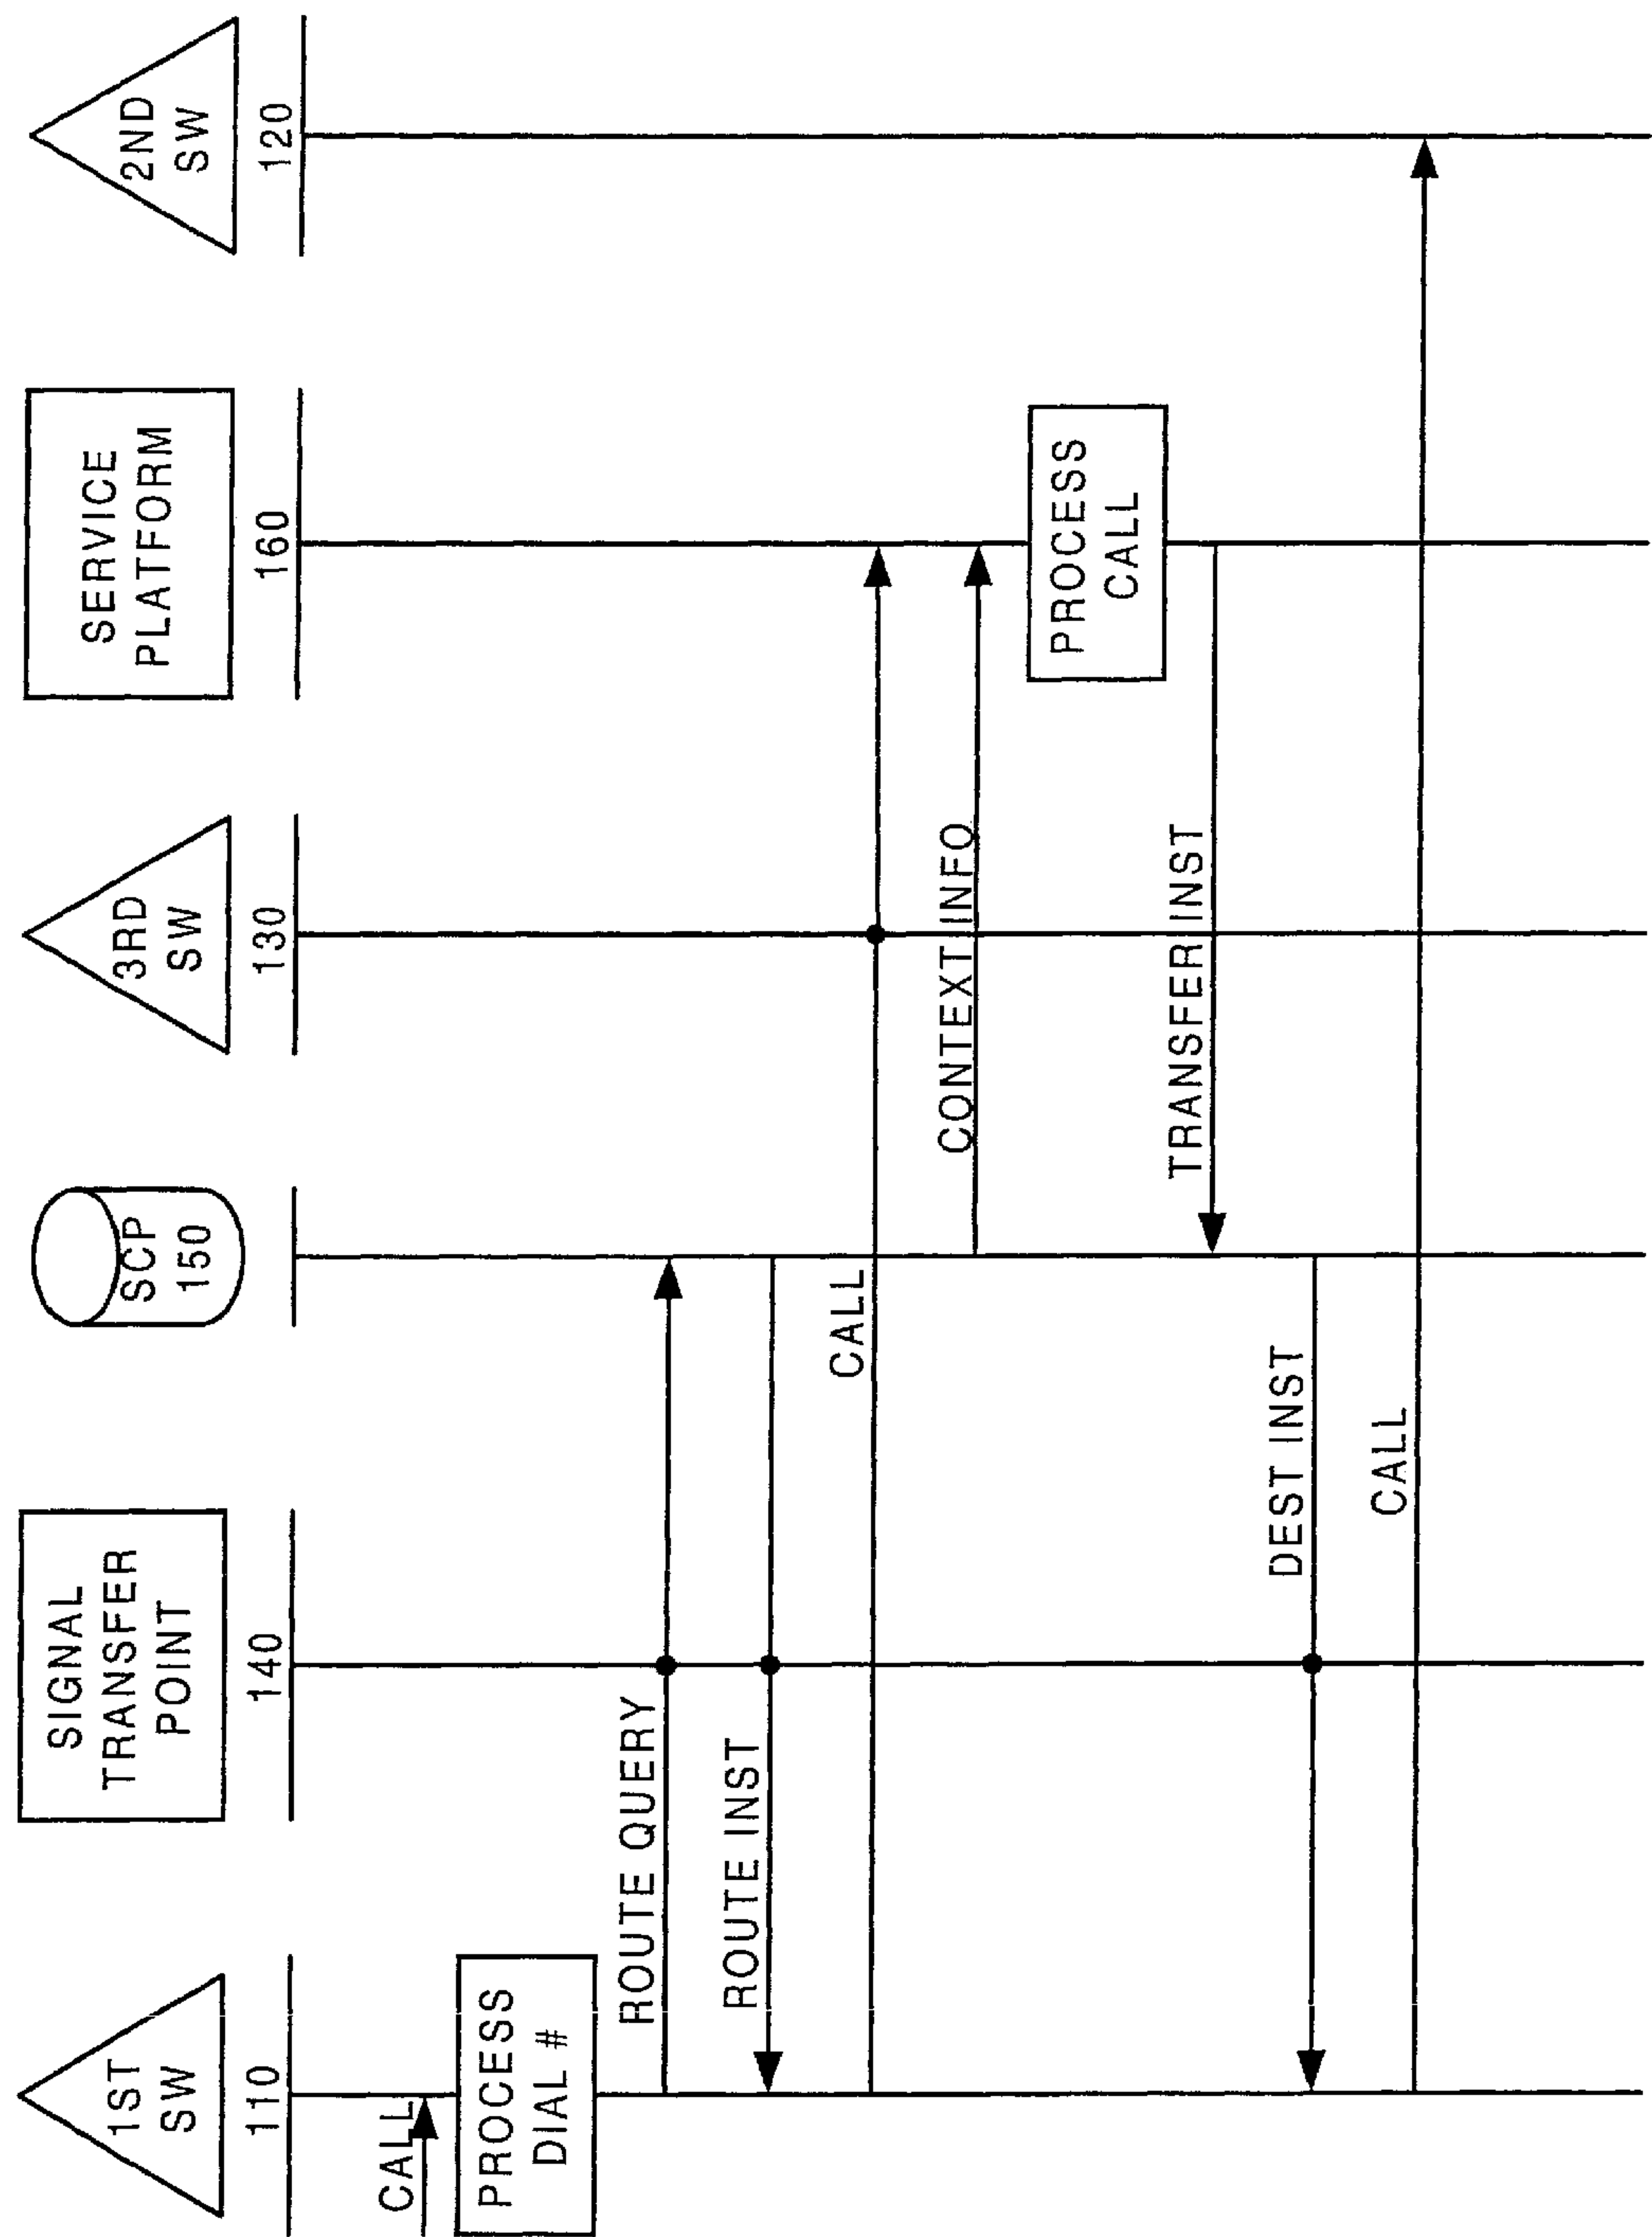 1ST
SW
110
SIGNAL
TRANSFER
POINT
140
SCP
150
3RD
SW
130
SERVICE
PLATFORM
160
2ND
SW
120
CALL
PROCESS
DIAL #
ROUTE QUERY
ROUTE INST
CALL
CONTEXT INFO
PROCESS
CALL
TRANSFER INST
DEST INST
CALL